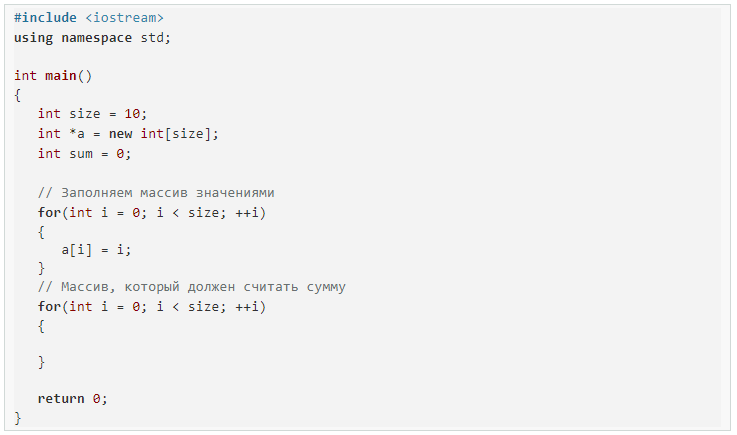 #include <iostream>
using namespace std;
int main()
{
int size = 10;
int *a = new int[size];
int sum = 0;
// Заполняем массив значениями
for(int i = 0; i < size; ++i)
{
a[i] = i;
}
// Массив, который должен считать сумму
for(int i = 0; i < size; ++i)
{
}
return 0;
}